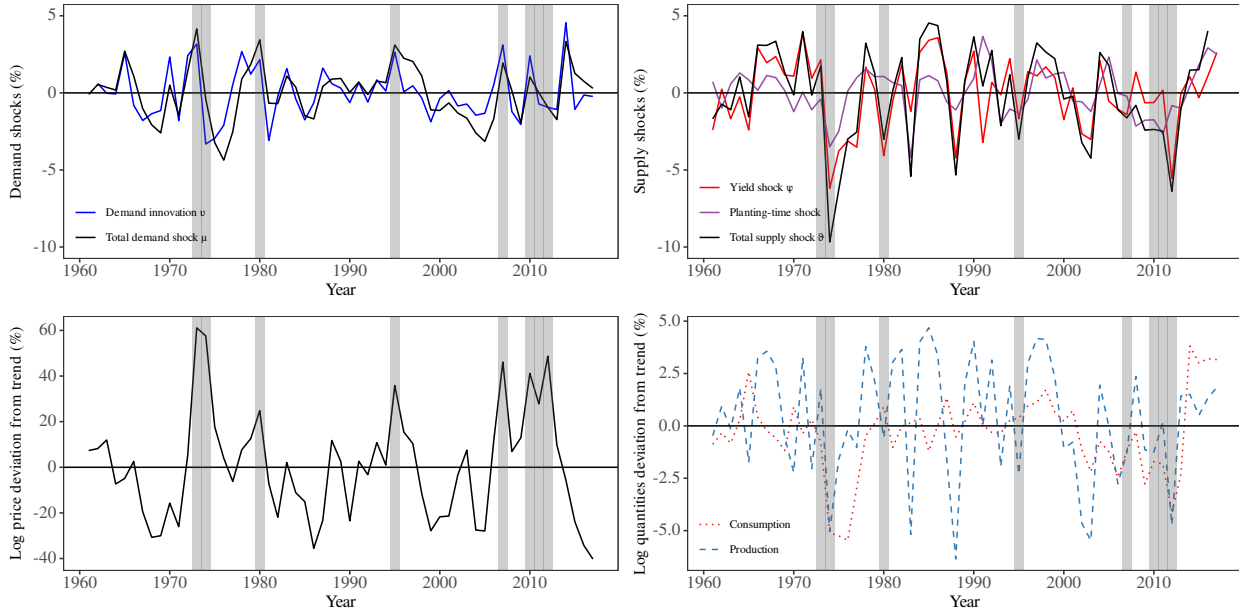 Demand shocks (%)
5
0
-5
-10
Demand innovation υ
Total demand shock μ
1960 1970 1980 1990 2000 2010
Year
Supply shocks (%)
5
0
-5
-10
Yield shock ψ
Planting-time shock
Total supply shock ϑ
1960 1970 1980 1990 2000 2010
Year
Log price deviation from trend (%)
60
40
20
0
-20
-40
1960 1970 1980 1990 2000 2010
Year
Log quantities deviation from trend (%)
5.0
2.5
0.0
-2.5
-5.0
Consumption
Production
1960 1970 1980 1990 2000 2010
Year